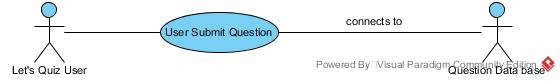 connects to
User Submit Question
Powered By Visual Paradigm Community Edition
Let's Quiz User
Question Data base